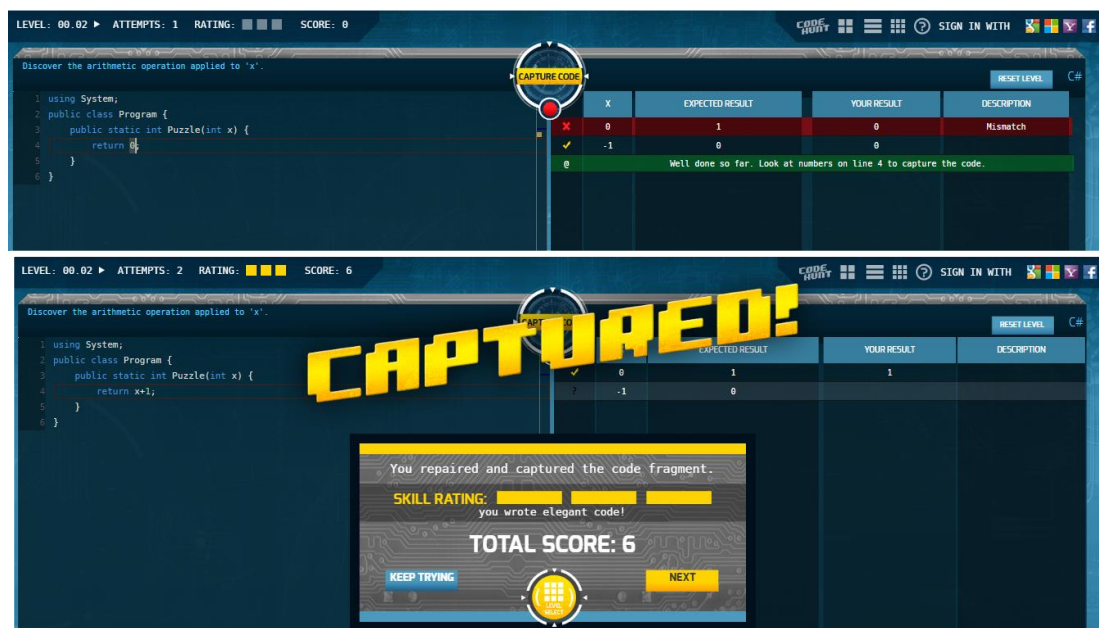 LEVEL: 00.02 ▶ ATTEMPTS: 1 RATING: SCORE: 0
CODE HUNT
? SIGN IN WITH
Discover the arithmetic operation applied to 'x'.
CAPTURE CODE
RESET LEVEL C#
1 using System;
2 public class Program {
3 public static int Puzzle(int x) {
4 return 0;
5 }
6 }
X EXPECTED RESULT YOUR RESULT DESCRIPTION
0 1 0 Mismatch
-1 0 0
@ Well done so far. Look at numbers on line 4 to capture the code.
LEVEL: 00.02 ▶ ATTEMPTS: 2 RATING: SCORE: 6
CODE HUNT
? SIGN IN WITH
Discover the arithmetic operation applied to 'x'.
CAPTURED!
RESET LEVEL C#
1 using System;
2 public class Program {
3 public static int Puzzle(int x) {
4 return x+1;
5 }
6 }
EXPECTED RESULT YOUR RESULT DESCRIPTION
0 1 1
? -1 0
You repaired and captured the code fragment.
SKILL RATING:
you wrote elegant code!
TOTAL SCORE: 6
KEEP TRYING
NEXT
LEVEL SELECT